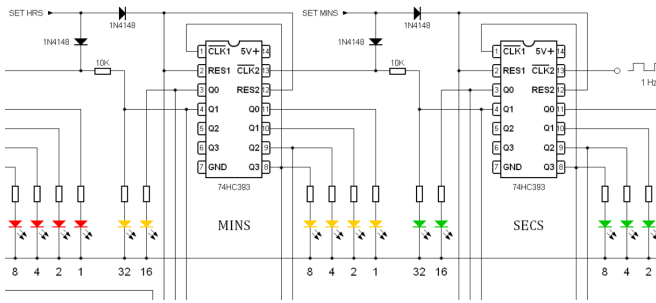 SET HRS
1N4148
1N4148
10K
1 CLK1 5V+ 14
2 RES1 CLK2 13
3 Q0 RES2 12
4 Q1 Q0 11
5 Q2 Q1 10
6 Q3 Q2 9
7 GND Q3 8
74HC393
MINS
SET MINS
1N4148
1N4148
10K
1 CLK1 5V+ 14
2 RES1 CLK2 13
3 Q0 RES2 12
4 Q1 Q0 11
5 Q2 Q1 10
6 Q3 Q2 9
7 GND Q3 8
74HC393
SECS
1 Hz
8 4 2 1 32 16 8 4 2 1 32 16 8 4 2